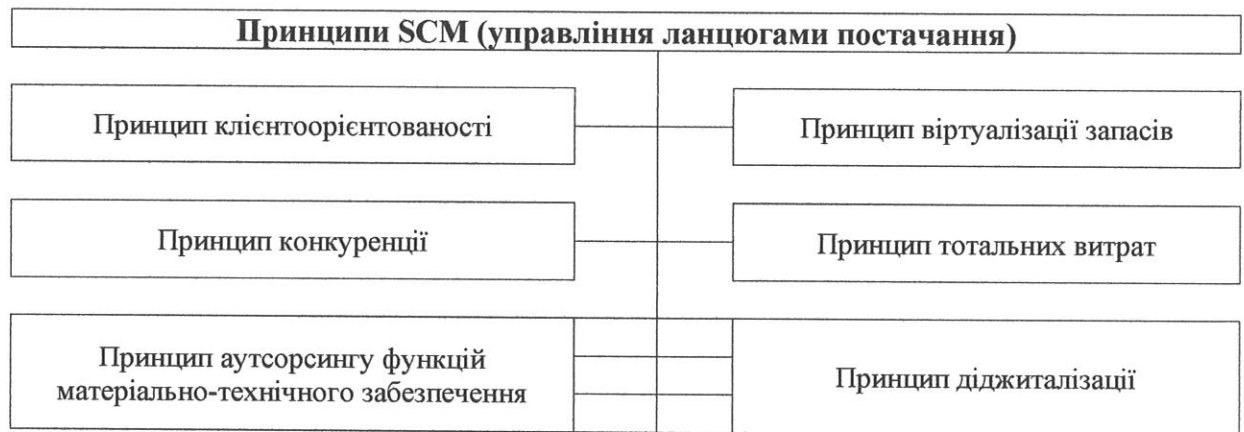 Принципи SCM (управління ланцюгами постачання)
Принцип клієнтоорієнтованості
Принцип віртуалізації запасів
Принцип конкуренції
Принцип тотальних витрат
Принцип аутсорсингу функцій
матеріально-технічного забезпечення
Принцип діджиталізації